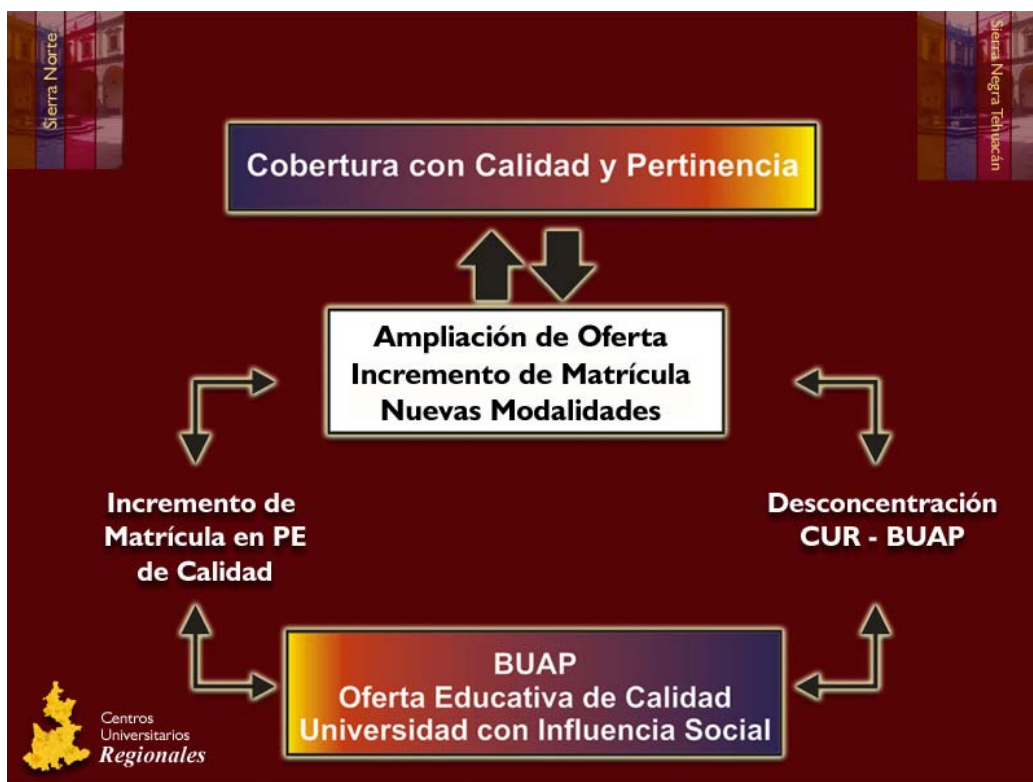 Sierra Norte
Sierra Negra Tehuacán
Cobertura con Calidad y Pertinencia
Ampliación de Oferta
Incremento de Matrícula
Nuevas Modalidades
Incremento de
Matrícula en PE
de Calidad
Desconcentración
CUR - BUAP
BUAP
Oferta Educativa de Calidad
Universidad con Influencia Social
Centros
Universitarios
Regionales